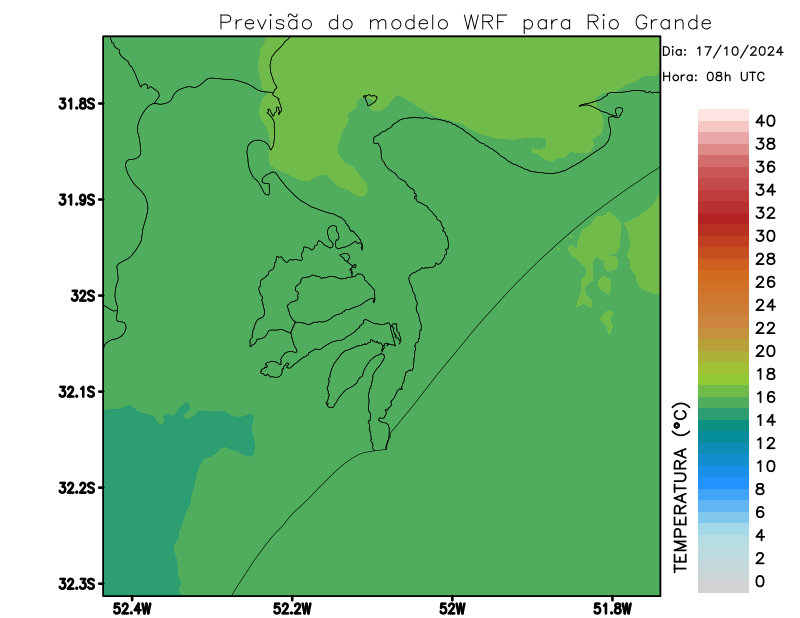 Previsão do modelo WRF para Rio Grande
Dia: 17/10/2024
Hora: 08h UTC
31.8S
31.9S
32S
32.1S
32.2S
32.3S
52.4W
52.2W
52W
51.8W
TEMPERATURA (°C)
40
38
36
34
32
30
28
26
24
22
20
18
16
14
12
10
8
6
4
2
0